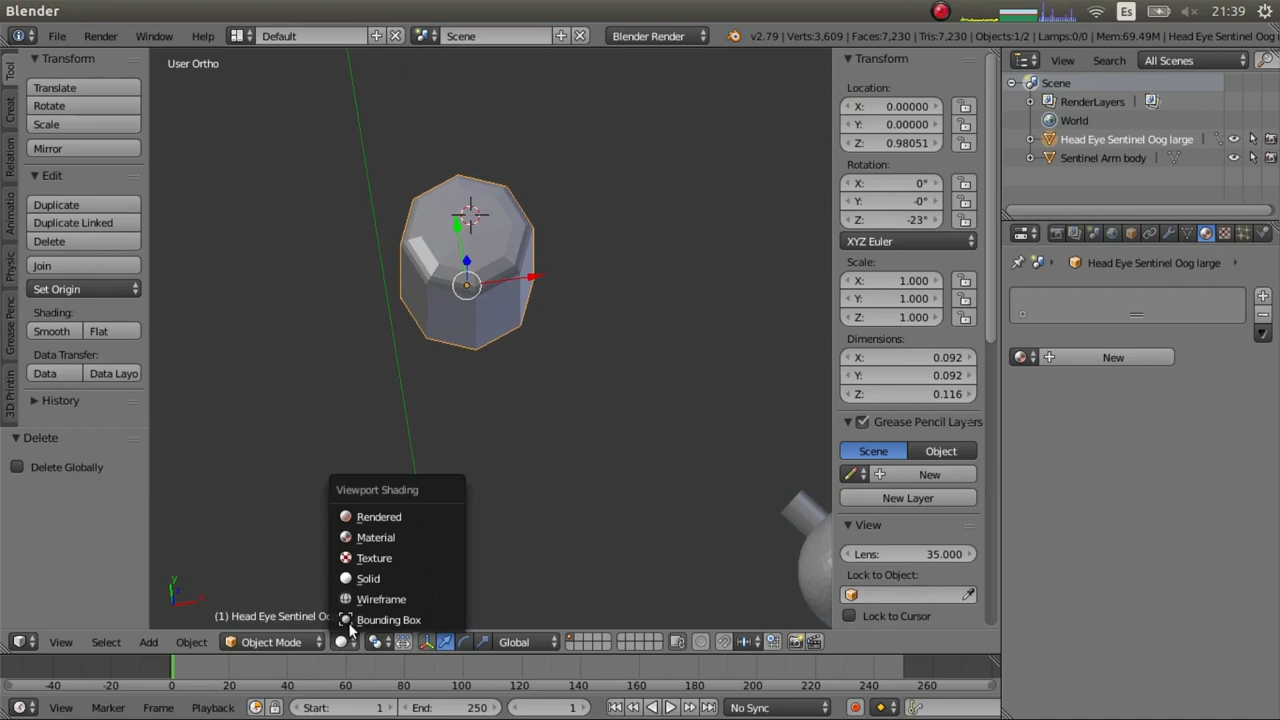 Blender
Es
21:39
File Render Window Help Default Scene Blender Render v2.79 | Verts:3,609 | Faces:7,230 | Tris:7,230 | Objects:1/2 | Lamps:0/0 | Mem:69.49M | Head Eye Sentinel Oog l
Tool
Creat
Relation
Animatio
Physic
Grease Penc
3D Printin
Transform
Translate
Rotate
Scale
Mirror
Edit
Duplicate
Duplicate Linked
Delete
Join
Set Origin
Shading:
Smooth Flat
Data Transfer:
Data Data Layo
History
Delete
Delete Globally
User Ortho
Viewport Shading
Rendered
Material
Texture
Solid
Wireframe
Bounding Box
y
(1) Head Eye Sentinel Oo
View Select Add Object Object Mode Global
Transform
Location:
X: 0.00000
Y: 0.00000
Z: 0.98051
Rotation:
X: 0°
Y: -0°
Z: -23°
XYZ Euler
Scale:
X: 1.000
Y: 1.000
Z: 1.000
Dimensions:
X: 0.092
Y: 0.092
Z: 0.116
Grease Pencil Layers
Scene Object
New
New Layer
View
Lens: 35.000
Lock to Object:
Lock to Cursor
View Search All Scenes
Scene
RenderLayers
World
Head Eye Sentinel Oog large
Sentinel Arm body
Head Eye Sentinel Oog large
New
-40 -20 0 20 40 60 80 100 120 140 160 180 200 220 240 260
View Marker Frame Playback Start: 1 End: 250 1 No Sync